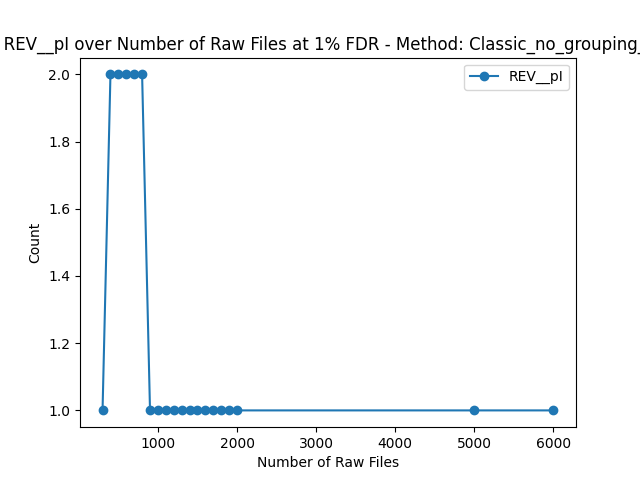 REV__pI over Number of Raw Files at 1% FDR - Method: Classic_no_grouping_
REV__pI
2.0
1.8
1.6
1.4
1.2
1.0
Count
1000 2000 3000 4000 5000 6000
Number of Raw Files